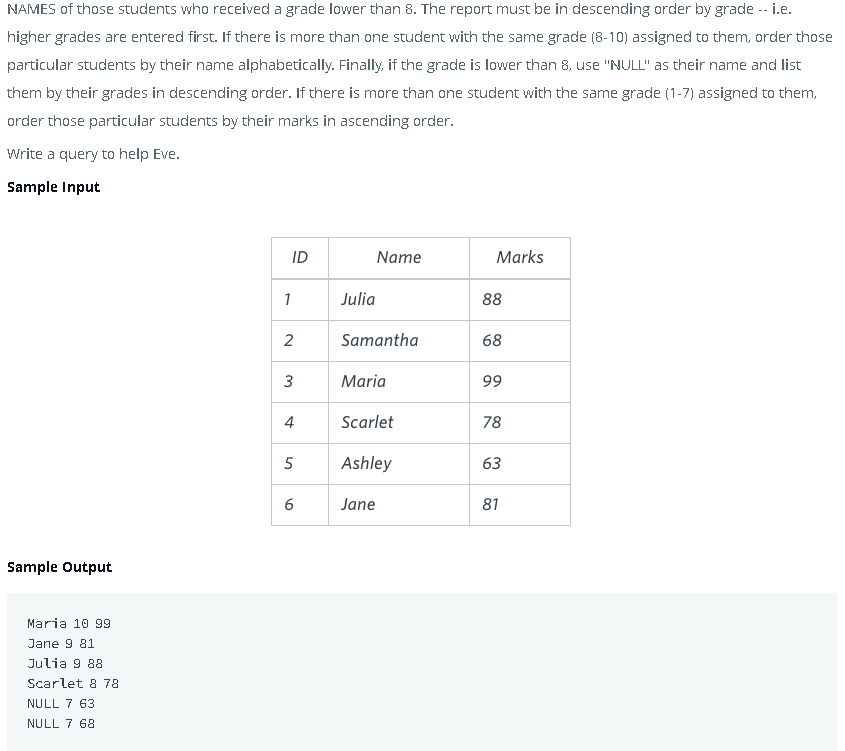 NAMES of those students who received a grade lower than 8. The report must be in descending order by grade -- i.e.
higher grades are entered first. If there is more than one student with the same grade (8-10) assigned to them, order those
particular students by their name alphabetically. Finally, if the grade is lower than 8, use "NULL" as their name and list
them by their grades in descending order. If there is more than one student with the same grade (1-7) assigned to them,
order those particular students by their marks in ascending order.
Write a query to help Eve.
Sample Input
ID Name Marks
1 Julia 88
2 Samantha 68
3 Maria 99
4 Scarlet 78
5 Ashley 63
6 Jane 81
Sample Output
Maria 10 99
Jane 9 81
Julia 9 88
Scarlet 8 78
NULL 7 63
NULL 7 68